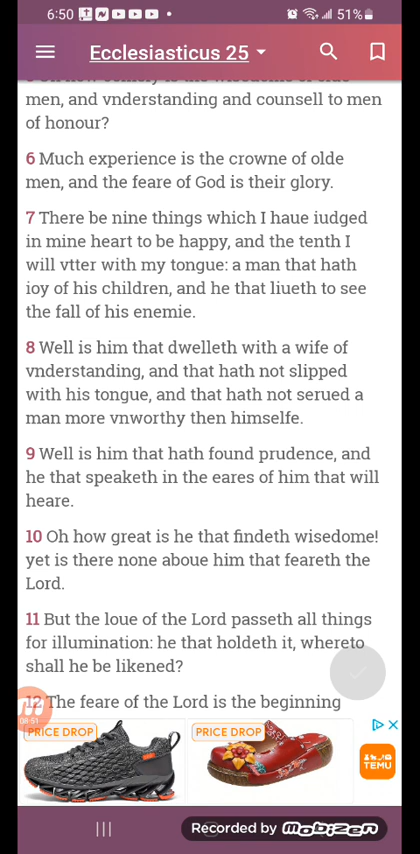 6:50
51%
Ecclesiasticus 25
men, and vnderstanding and counsell to men
of honour?
6 Much experience is the crowne of olde
men, and the feare of God is their glory.
7 There be nine things which I haue iudged
in mine heart to be happy, and the tenth I
will vtter with my tongue: a man that hath
ioy of his children, and he that liueth to see
the fall of his enemie.
8 Well is him that dwelleth with a wife of
vnderstanding, and that hath not slipped
with his tongue, and that hath not serued a
man more vnworthy then himselfe.
9 Well is him that hath found prudence, and
he that speaketh in the eares of him that will
heare.
10 Oh how great is he that findeth wisedome!
yet is there none aboue him that feareth the
Lord.
11 But the loue of the Lord passeth all things
for illumination: he that holdeth it, whereto
shall he be likened?
12 The feare of the Lord is the beginning
08:51
PRICE DROP
PRICE DROP
TEMU
Recorded by mobizen